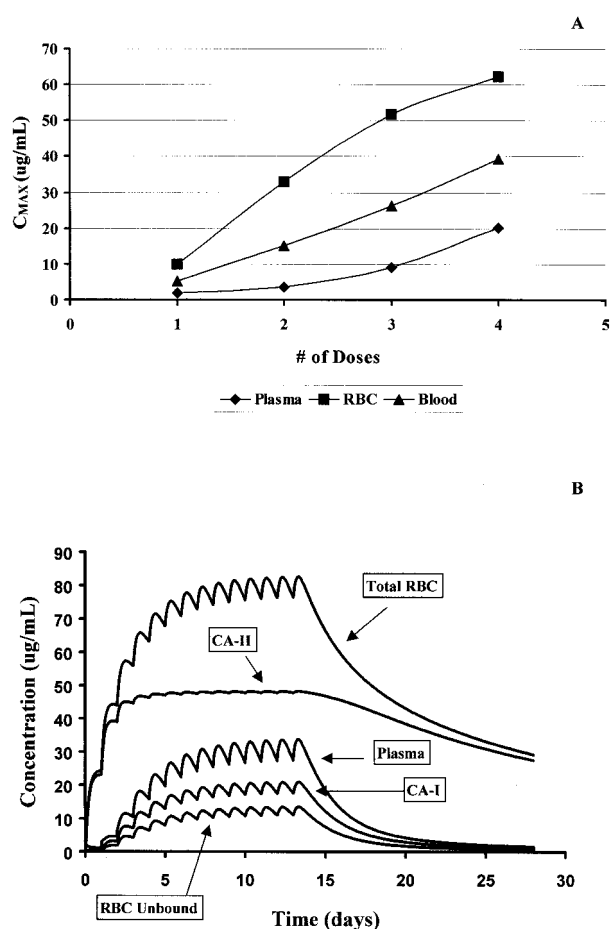 A
70
60
50
40
30
20
10
0
C_MAX (ug/mL)
0 1 2 3 4 5
# of Doses
Plasma RBC Blood
B
90
80
70
60
50
40
30
20
10
0
Concentration (ug/mL)
Total RBC
CA-II
Plasma
CA-I
RBC Unbound
0 5 10 15 20 25 30
Time (days)